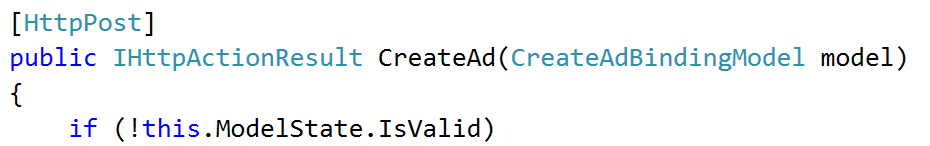 [HttpPost]
public IHttpActionResult CreateAd(CreateAdBindingModel model)
{
    if (!this.ModelState.IsValid)